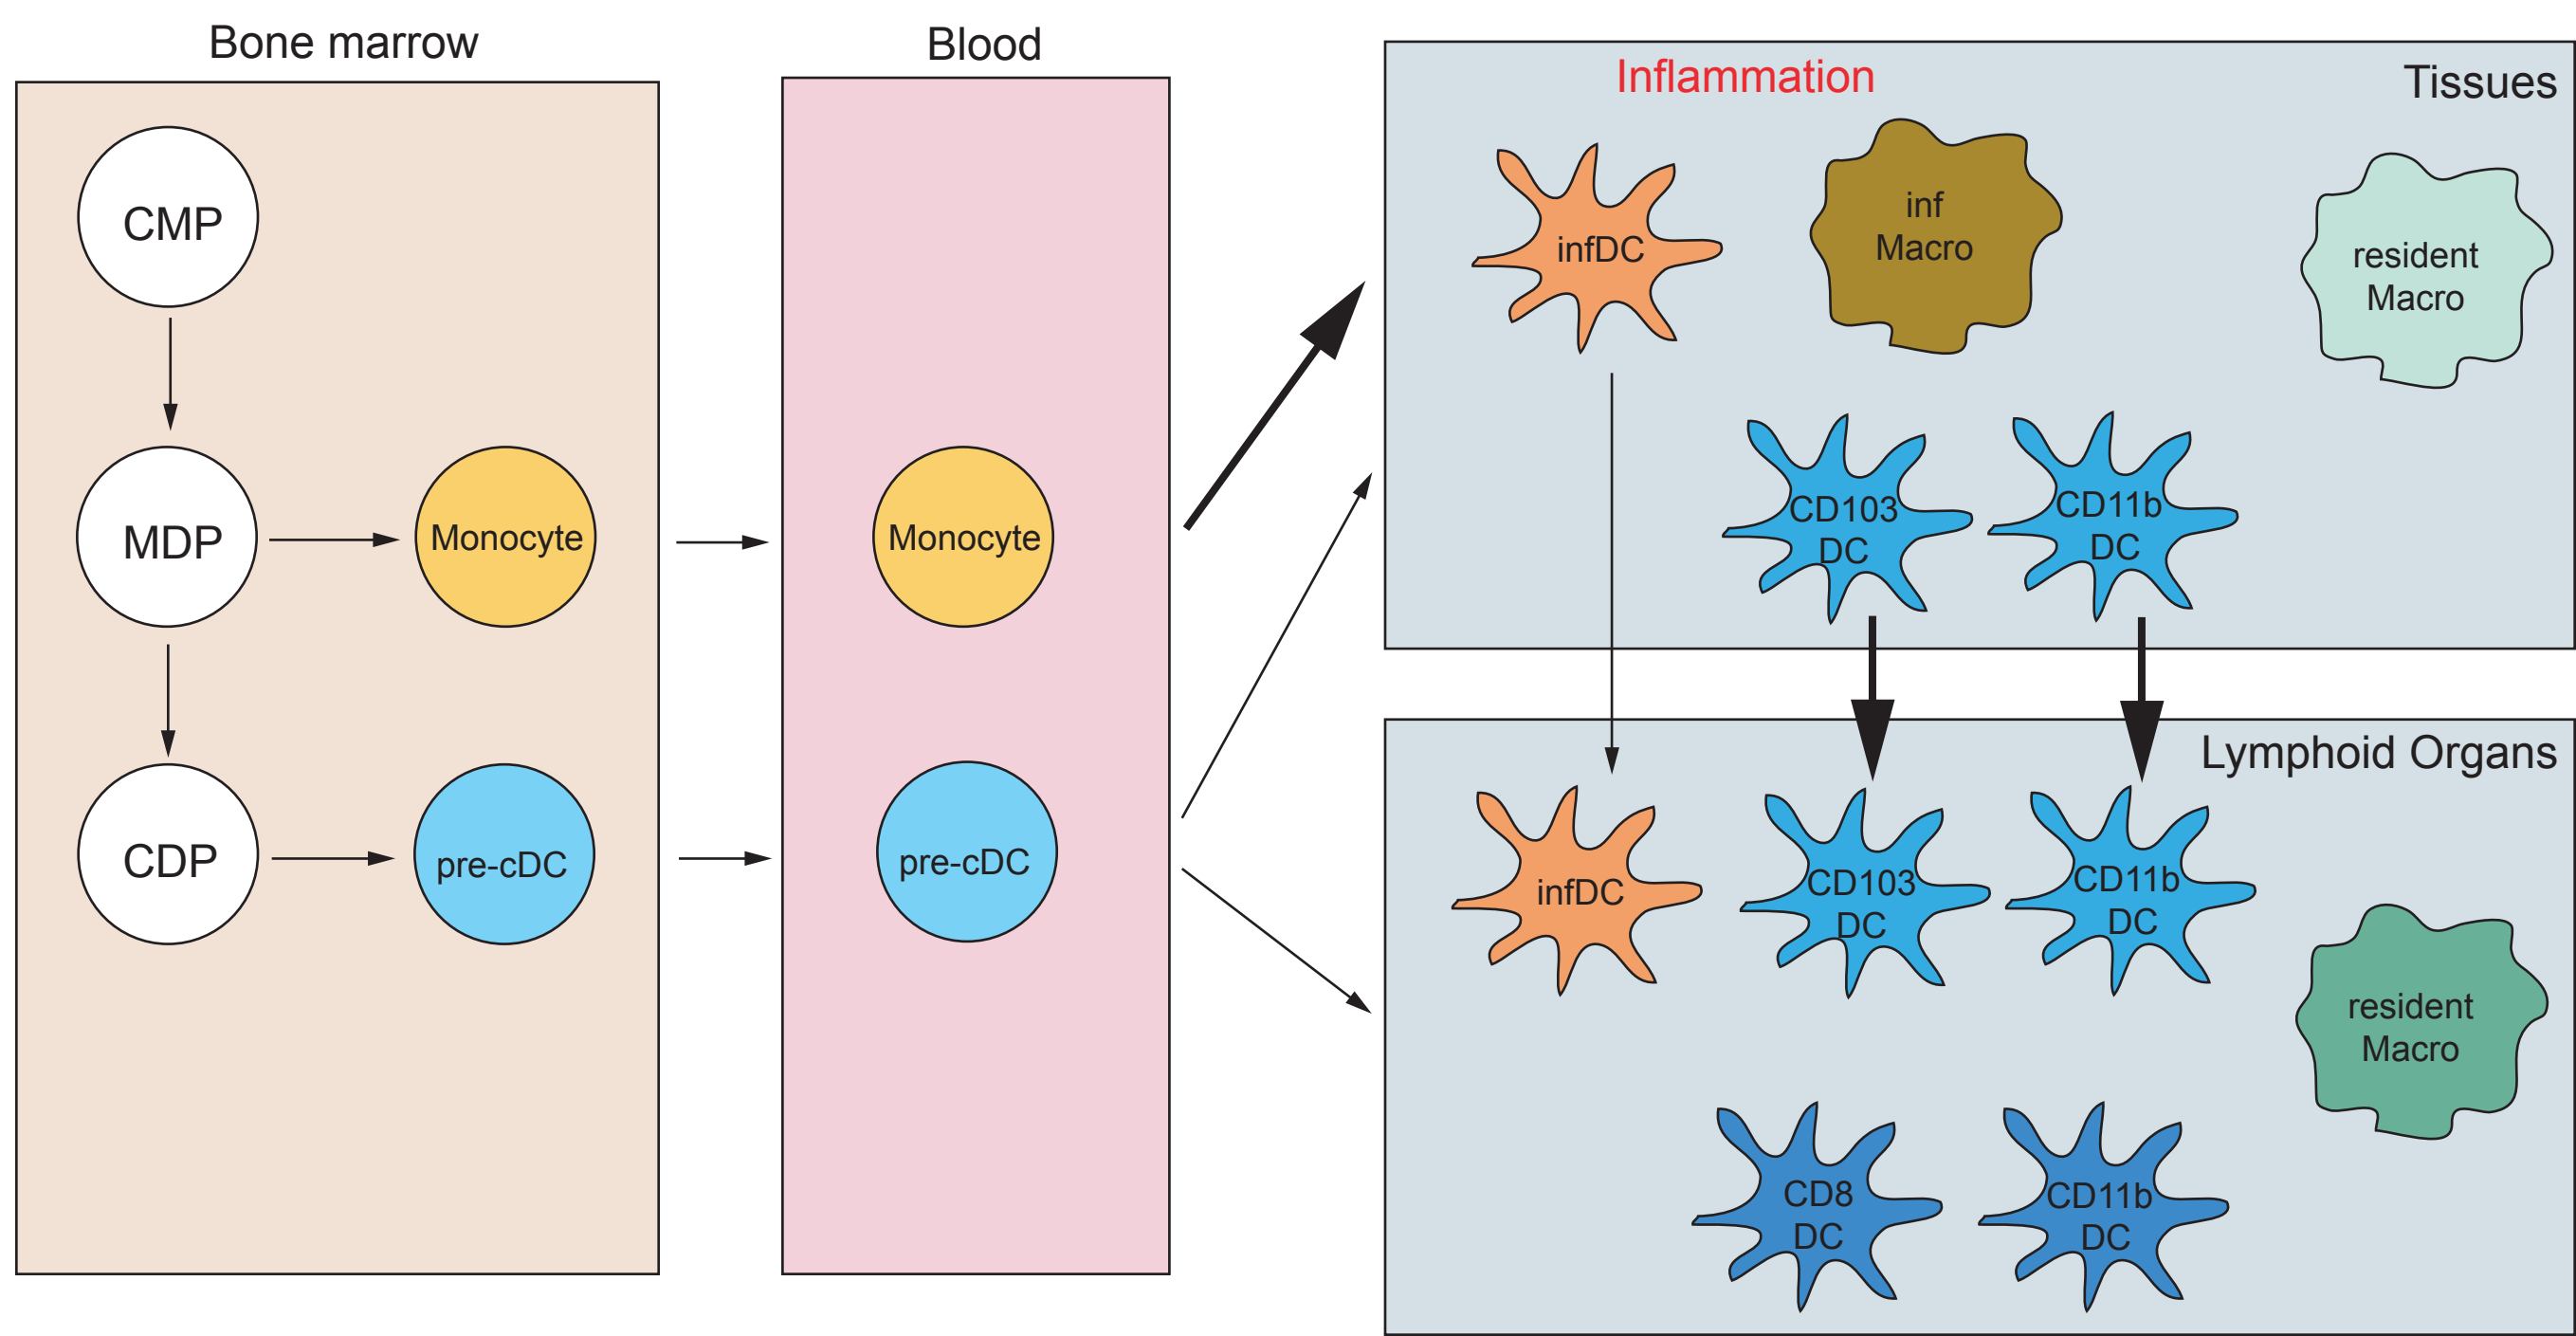 Bone marrow
CMP
MDP
Monocyte
CDP
pre-cDC
Blood
Monocyte
pre-cDC
Inflammation
Tissues
infDC
inf
Macro
resident
Macro
CD103
DC
CD11b
DC
Lymphoid Organs
infDC
CD103
DC
CD11b
DC
resident
Macro
CD8
DC
CD11b
DC